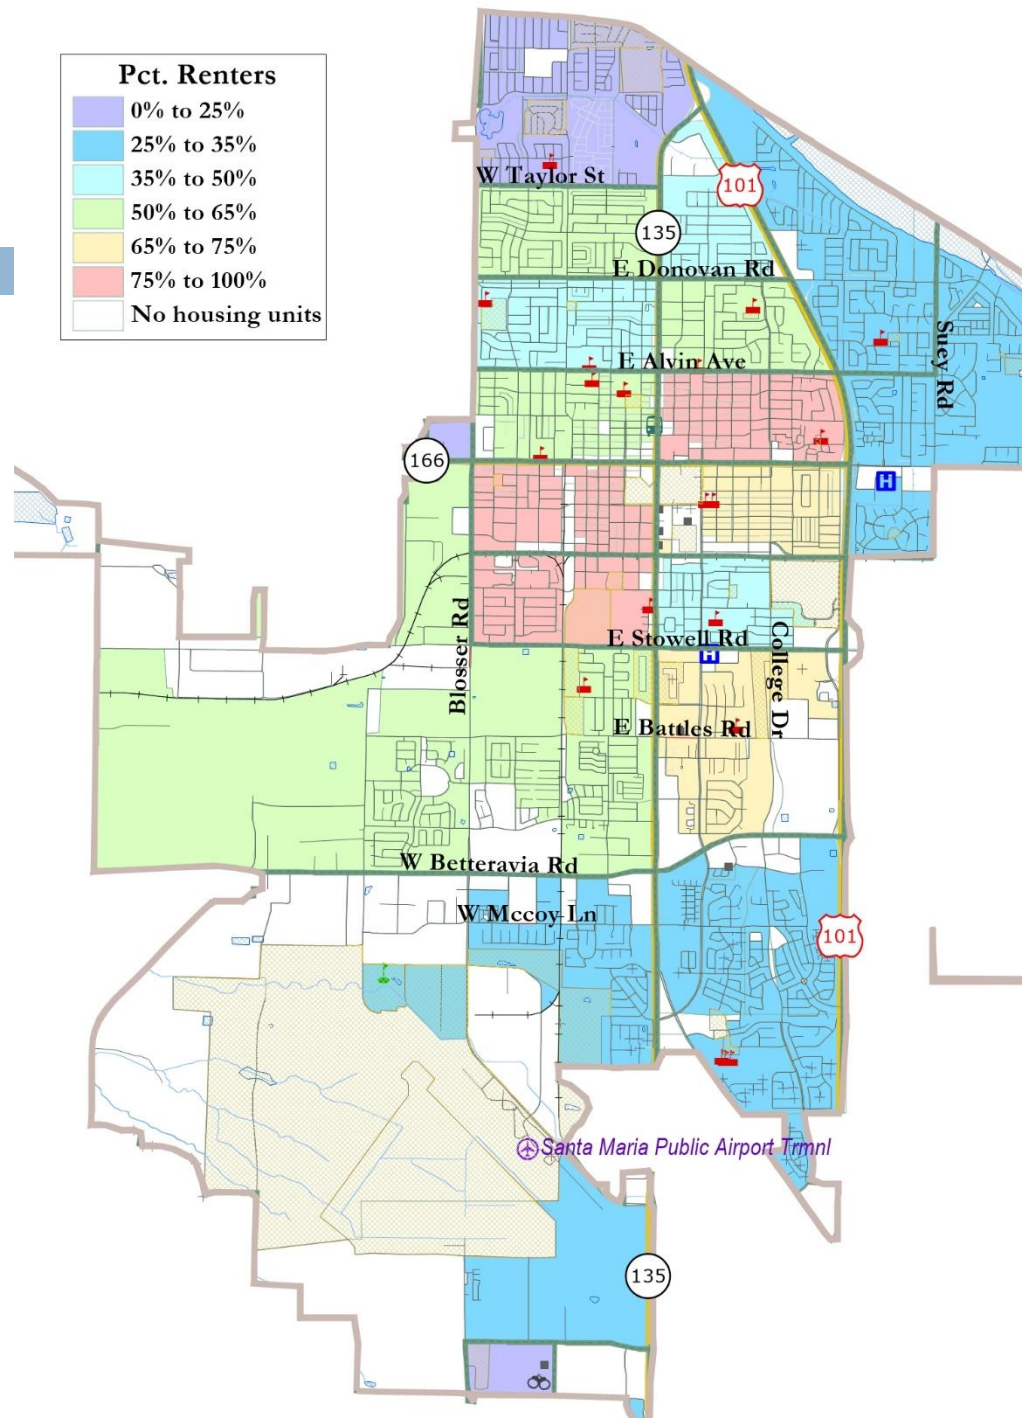 Pct. Renters
0% to 25%
25% to 35%
35% to 50%
50% to 65%
65% to 75%
75% to 100%
No housing units
W Taylor St
101
135
E Donovan Rd
Suey Rd
E Alvin Ave
166
H
E Stowell Rd
H
Blosser Rd
College Dr
E Battles Rd
W Betteravia Rd
W Mccoy Ln
101
Santa Maria Public Airport Trmnl
135